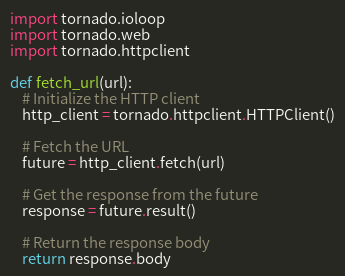 import tornado.ioloop
import tornado.web
import tornado.httpclient

def fetch_url(url):
    # Initialize the HTTP client
    http_client = tornado.httpclient.HTTPClient()

    # Fetch the URL
    future = http_client.fetch(url)

    # Get the response from the future
    response = future.result()

    # Return the response body
    return response.body